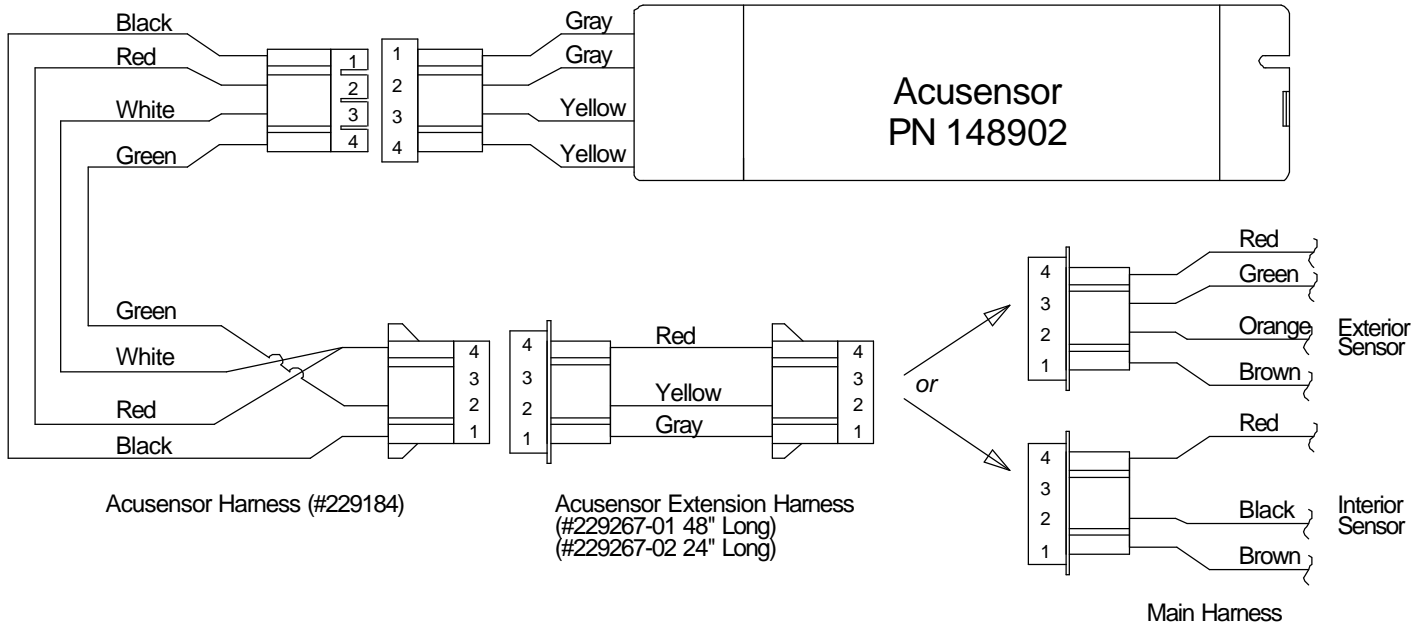 Black
Red
White
Green
1
2
3
4
1
2
3
4
Gray
Gray
Yellow
Yellow
Acusensor
PN 148902
Green
White
Red
Black
4
3
2
1
Acusensor Harness (#229184)
4
3
2
1
Red
Yellow
Gray
4
3
2
1
Acusensor Extension Harness
(#229267-01 48" Long)
(#229267-02 24" Long)
or
4
3
2
1
Red
Green
Orange
Brown
Exterior
Sensor
4
3
2
1
Red
Black
Brown
Interior
Sensor
Main Harness